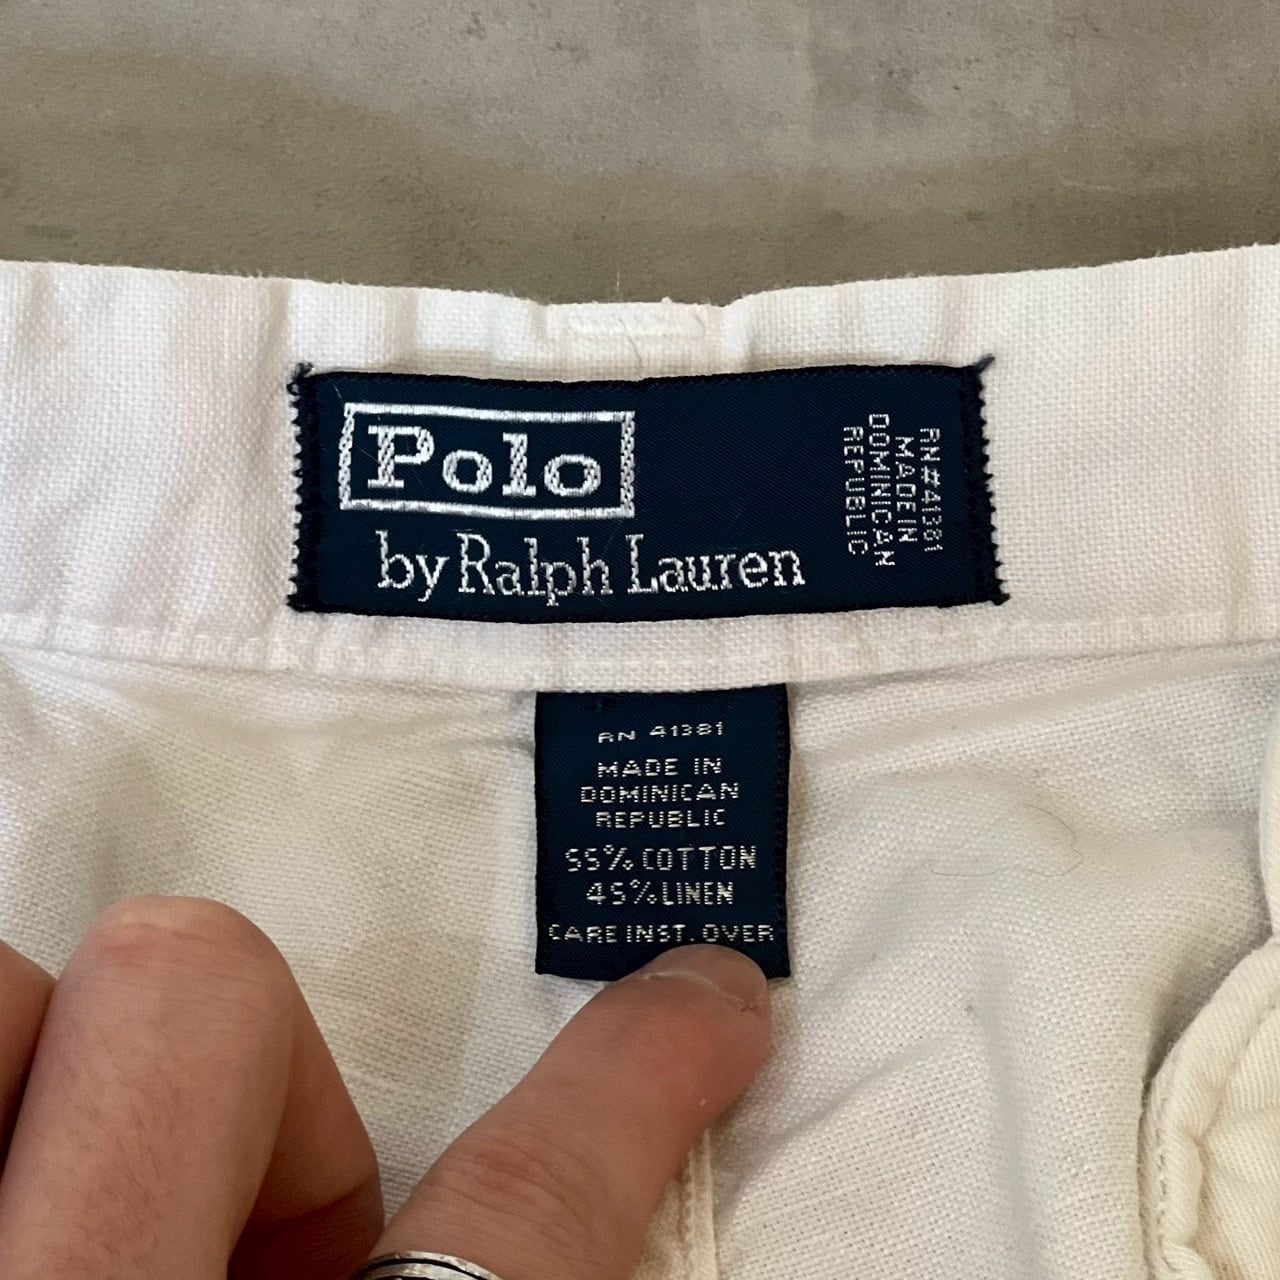 Polo
by Ralph Lauren
RN#41381
MADE IN
DOMINICAN
REPUBLIC
RN 41381
MADE IN
DOMINICAN
REPUBLIC
55% COTTON
45% LINEN
CARE INST. OVER